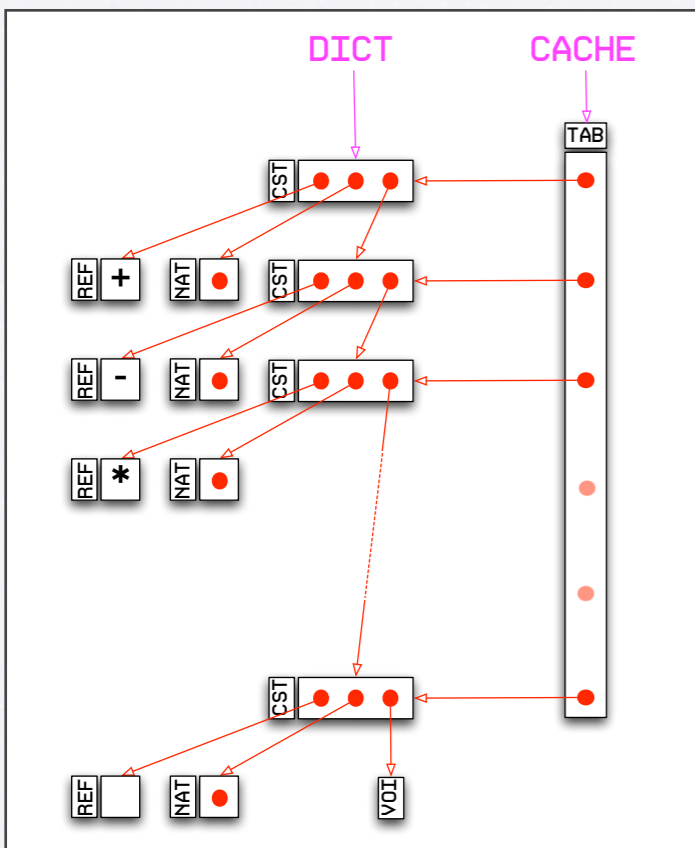 DICT CACHE
TAB
CST
REF + NAT CST
REF - NAT CST
REF * NAT
CST
REF NAT VOI